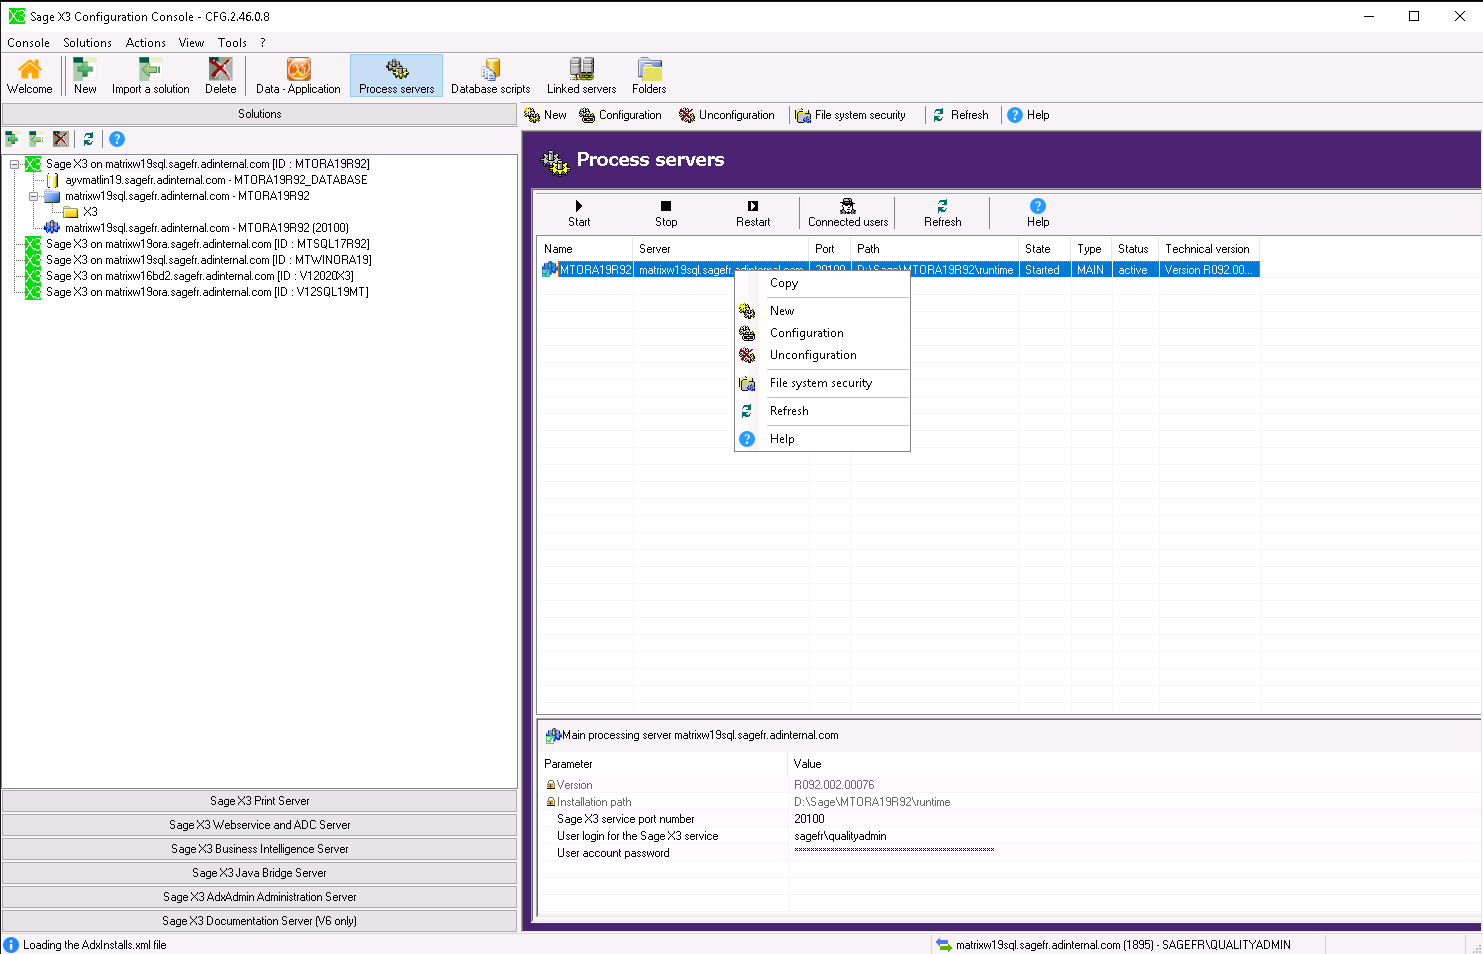 Sage X3 Configuration Console - CFG.2.46.0.8
Console Solutions Actions View Tools ?
Welcome New Import a solution Delete Data - Application Process servers Database scripts Linked servers Folders
Solutions
New Configuration Unconfiguration File system security Refresh Help
Process servers
Sage X3 on matrixw19sql.sagefr.adinternal.com [ID : MTORA19R92]
ayvmatlin19.sagefr.adinternal.com - MTORA19R92_DATABASE
matrixw19sql.sagefr.adinternal.com - MTORA19R92
X3
matrixw19sql.sagefr.adinternal.com - MTORA19R92 (20100)
Sage X3 on matrixw19ora.sagefr.adinternal.com [ID : MTSQL17R92]
Sage X3 on matrixw19sql.sagefr.adinternal.com [ID : MTWINORA19]
Sage X3 on matrixw16bd2.sagefr.adinternal.com [ID : V12020X3]
Sage X3 on matrixw19ora.sagefr.adinternal.com [ID : V12SQL19MT]
Start Stop Restart Connected users Refresh Help
Name Server Port Path State Type Status Technical version
MTORA19R92 matrixw19sql.sagefr.adinternal.com 20100 D:\Sage\MTORA19R92\runtime Started MAIN active Version R092.00...
Copy
New
Configuration
Unconfiguration
File system security
Refresh
Help
Main processing server matrixw19sql.sagefr.adinternal.com
Parameter Value
Version R092.002.00076
Installation path D:\Sage\MTORA19R92\runtime
Sage X3 service port number 20100
User login for the Sage X3 service sagefr\qualityadmin
User account password **************************************************
Sage X3 Print Server
Sage X3 Webservice and ADC Server
Sage X3 Business Intelligence Server
Sage X3 Java Bridge Server
Sage X3 AdxAdmin Administration Server
Sage X3 Documentation Server (V6 only)
Loading the AdxInstalls.xml file
matrixw19sql.sagefr.adinternal.com (1895) - SAGEFR\QUALITYADMIN